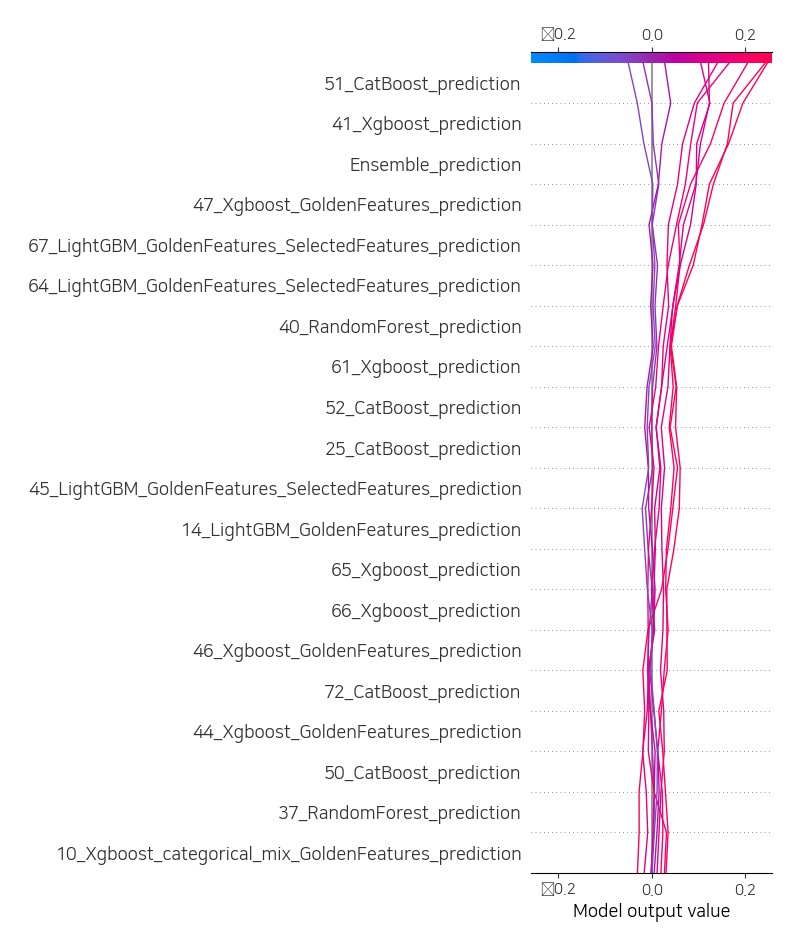 0.2 0.0 0.2
51_CatBoost_prediction
41_Xgboost_prediction
Ensemble_prediction
47_Xgboost_GoldenFeatures_prediction
67_LightGBM_GoldenFeatures_SelectedFeatures_prediction
64_LightGBM_GoldenFeatures_SelectedFeatures_prediction
40_RandomForest_prediction
61_Xgboost_prediction
52_CatBoost_prediction
25_CatBoost_prediction
45_LightGBM_GoldenFeatures_SelectedFeatures_prediction
14_LightGBM_GoldenFeatures_prediction
65_Xgboost_prediction
66_Xgboost_prediction
46_Xgboost_GoldenFeatures_prediction
72_CatBoost_prediction
44_Xgboost_GoldenFeatures_prediction
50_CatBoost_prediction
37_RandomForest_prediction
10_Xgboost_categorical_mix_GoldenFeatures_prediction
0.2 0.0 0.2
Model output value